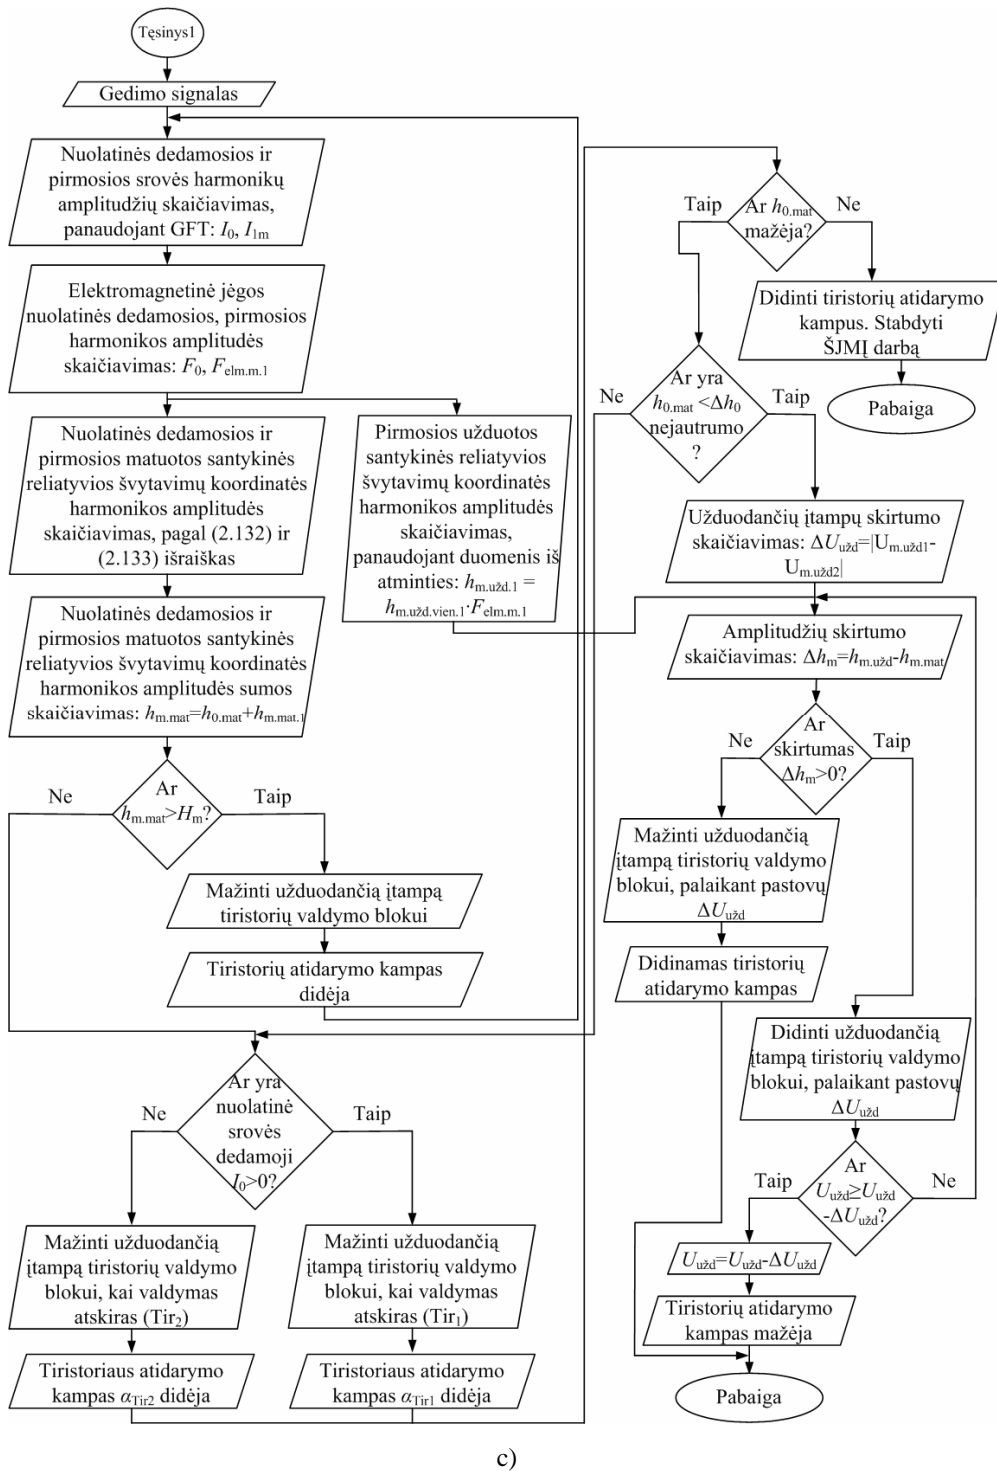 Tęsinys1
Gedimo signalas
Nuolatinės dedamosios ir
pirmosios srovės harmonikų
amplitudžių skaičiavimas,
panaudojant GFT: I₀, I₁ₘ
Elektromagnetinė jėgos
nuolatinės dedamosios, pirmosios
harmonikos amplitudės
skaičiavimas: F₀, Felm.m.1
Nuolatinės dedamosios ir
pirmosios matuotos santykinės
reliatyvios švytavimų koordinatės
harmonikos amplitudės
skaičiavimas, pagal (2.132) ir
(2.133) išraiškas
Pirmosios užduotos
santykinės reliatyvios
švytavimų koordinatės
harmonikos amplitudės
skaičiavimas,
panaudojant duomenis iš
atminties: hm.užd.1 =
hm.užd.vien.1·Felm.m.1
Nuolatinės dedamosios ir
pirmosios matuotos santykinės
reliatyvios švytavimų koordinatės
harmonikos amplitudės sumos
skaičiavimas: hm.mat=h0.mat+hm.mat.1
Ar
hm.mat>Hm?
Ne
Taip
Mažinti užduodančią įtampą
tiristorių valdymo blokui
Tiristorių atidarymo kampas
didėja
Ar yra
nuolatinė
srovės
dedamoji
I₀>0?
Ne
Taip
Mažinti užduodančią
įtampą tiristorių valdymo
blokui, kai valdymas
atskiras (Tir₂)
Tiristoriaus atidarymo
kampas αTir2 didėja
Mažinti užduodančią
įtampą tiristorių valdymo
blokui, kai valdymas
atskiras (Tir₁)
Tiristoriaus atidarymo
kampas αTir1 didėja
Ar h0.mat
mažėja?
Taip
Ne
Didinti tiristorių atidarymo
kampus. Stabdyti
ŠJMĮ darbą
Pabaiga
Ar yra
h0.mat <Δh₀
nejautrumo
?
Ne
Taip
Užduodančių įtampų skirtumo
skaičiavimas: ΔUužd=|Um.užd1-
Um.užd2|
Amplitudžių skirtumo
skaičiavimas: Δhm=hm.užd-hm.mat
Ar
skirtumas
Δhm>0?
Ne
Taip
Mažinti užduodančią
įtampą tiristorių valdymo
blokui, palaikant pastovų
ΔUužd
Didinamas tiristorių
atidarymo kampas
Didinti užduodančią
įtampą tiristorių valdymo
blokui, palaikant pastovų
ΔUužd
Ar
Uužd≥Uužd
-ΔUužd?
Taip
Ne
Uužd=Uužd-ΔUužd
Tiristorių atidarymo
kampas mažėja
Pabaiga
c)